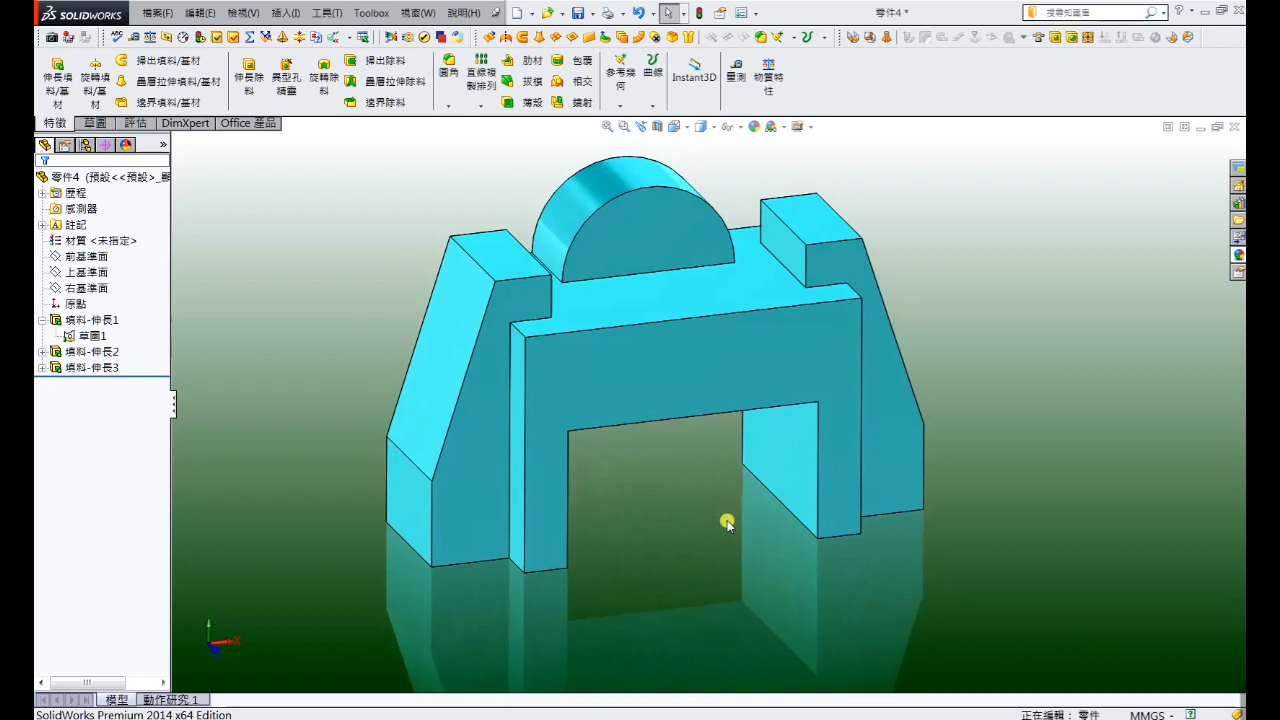 SOLIDWORKS 檔案(F) 編輯(E) 檢視(V) 插入(I) 工具(T) Toolbox 視窗(W) 說明(H) 零件4 * 搜尋知識庫
伸長填料/基材
旋轉填料/基材
掃出填料/基材
疊層拉伸填料/基材
邊界填料/基材
伸長除料
異型孔精靈
旋轉除料
掃出除料
疊層拉伸除料
邊界除料
圓角
直線複製排列
肋材
拔模
薄殼
包覆
相交
鏡射
參考幾何
曲線
Instant3D
量測
物質特性
特徵 草圖 評估 DimXpert Office 產品
零件4 (預設<<預設>_顯
歷程
感測器
註記
材質 <未指定>
前基準面
上基準面
右基準面
原點
填料-伸長1
草圖1
填料-伸長2
填料-伸長3
X
模型 動作研究 1
SolidWorks Premium 2014 x64 Edition 正在編輯: 零件 MMGS